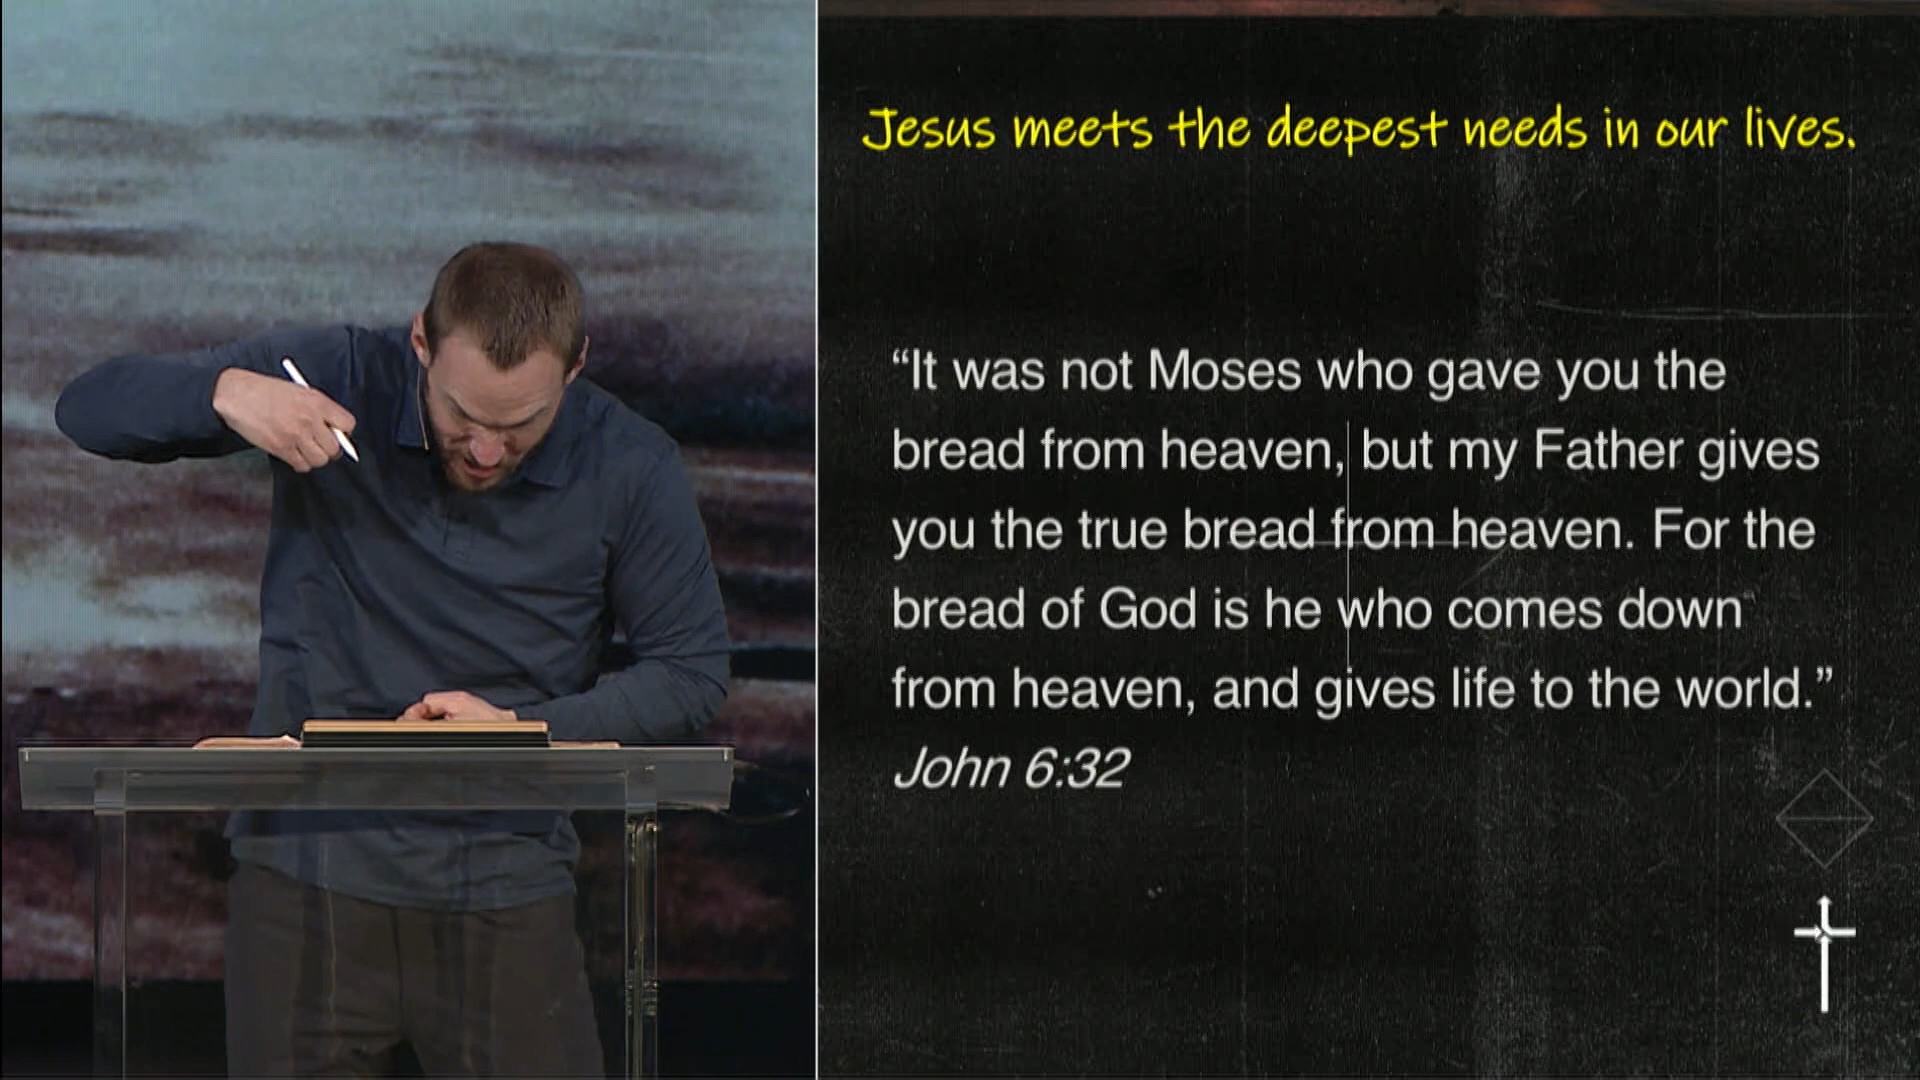 Jesus meets the deepest needs in our lives.
“It was not Moses who gave you the
bread from heaven, but my Father gives
you the true bread from heaven. For the
bread of God is he who comes down
from heaven, and gives life to the world.”
John 6:32